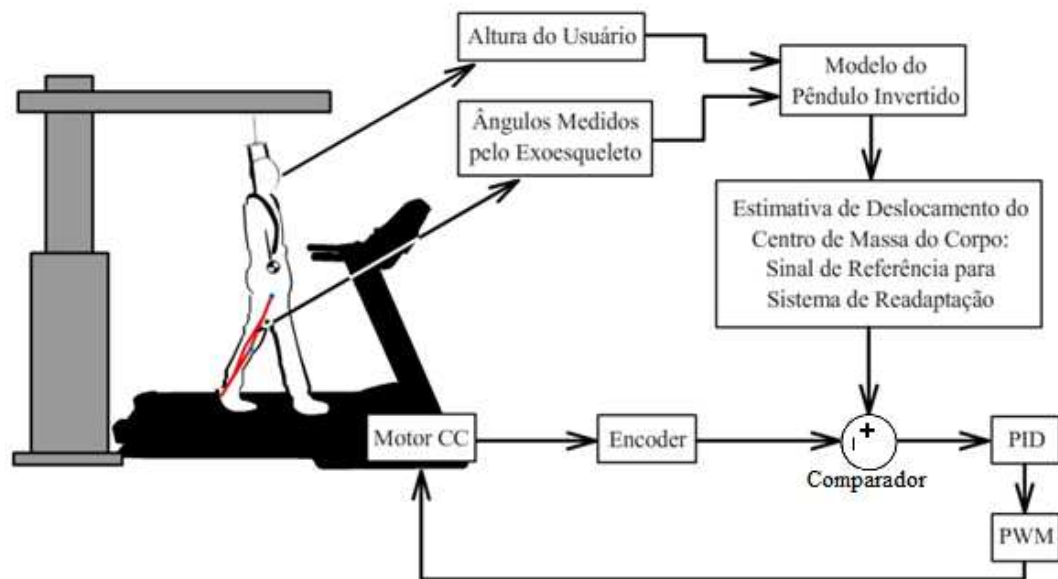 Altura do Usuário
Modelo do
Pêndulo Invertido
Ângulos Medidos
pelo Exoesqueleto
Estimativa de Deslocamento do
Centro de Massa do Corpo:
Sinal de Referência para
Sistema de Readaptação
Motor CC
Encoder
+
Comparador
PID
PWM